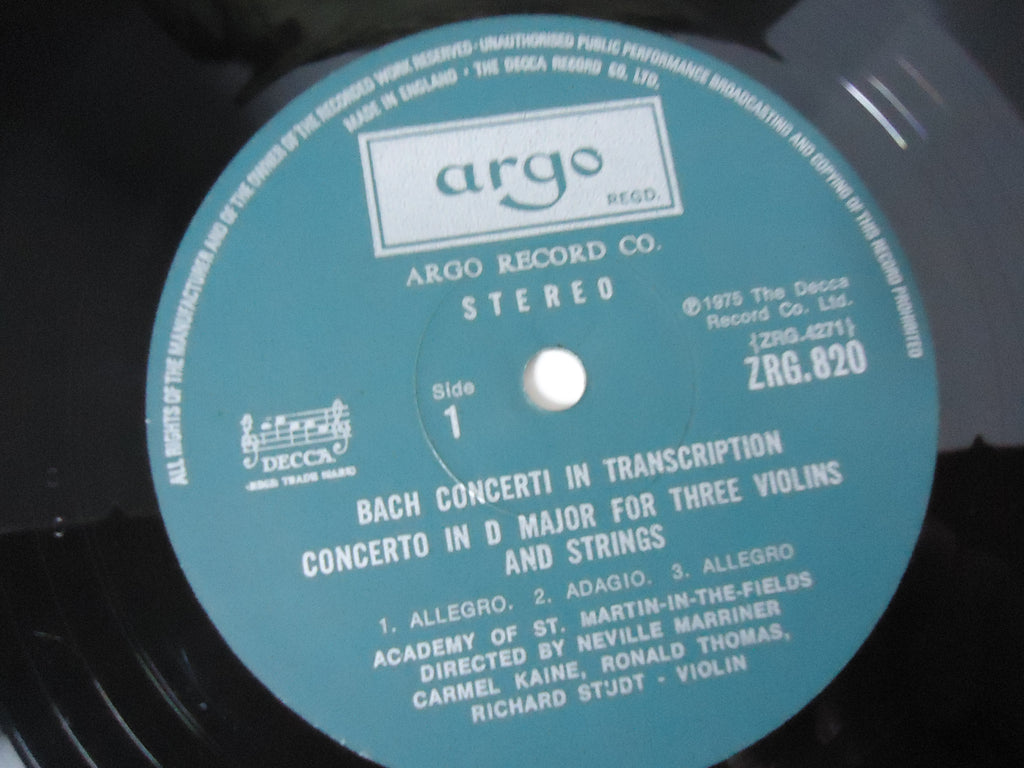 ALL RIGHTS OF THE MANUFACTURER AND OF THE OWNER OF THE RECORDED WORK RESERVED · UNAUTHORISED PUBLIC PERFORMANCE BROADCASTING AND COPYING OF THIS RECORD PROHIBITED
MADE IN ENGLAND · THE DECCA RECORD CO. LTD.
argo
REGD.
ARGO RECORD CO.
STEREO
℗1975 The Decca
Record Co. Ltd.
{ZRG.4271}
ZRG.820
Side
1
DECCA
REGD TRADE MARK
BACH CONCERTI IN TRANSCRIPTION
CONCERTO IN D MAJOR FOR THREE VIOLINS
AND STRINGS
1. ALLEGRO. 2. ADAGIO. 3. ALLEGRO
ACADEMY OF ST. MARTIN-IN-THE-FIELDS
DIRECTED BY NEVILLE MARRINER
CARMEL KAINE, RONALD THOMAS,
RICHARD STUDT - VIOLIN